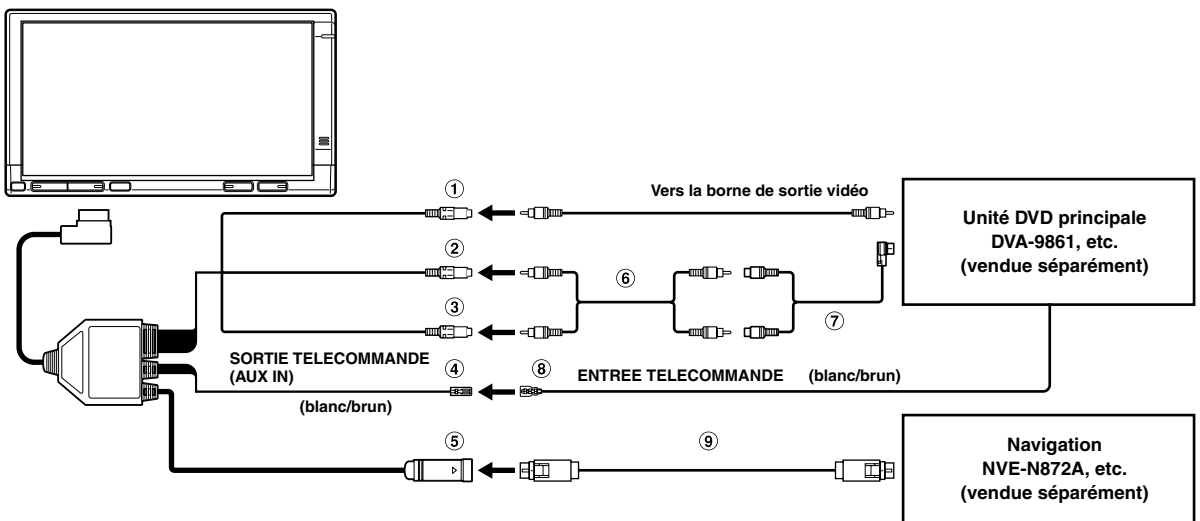 ①
Vers la borne de sortie vidéo
Unité DVD principale
DVA-9861, etc.
(vendue séparément)
②
⑥
③
⑦
SORTIE TELECOMMANDE
(AUX IN)
④
⑧
ENTREE TELECOMMANDE (blanc/brun)
(blanc/brun)
⑤
⑨
Navigation
NVE-N872A, etc.
(vendue séparément)